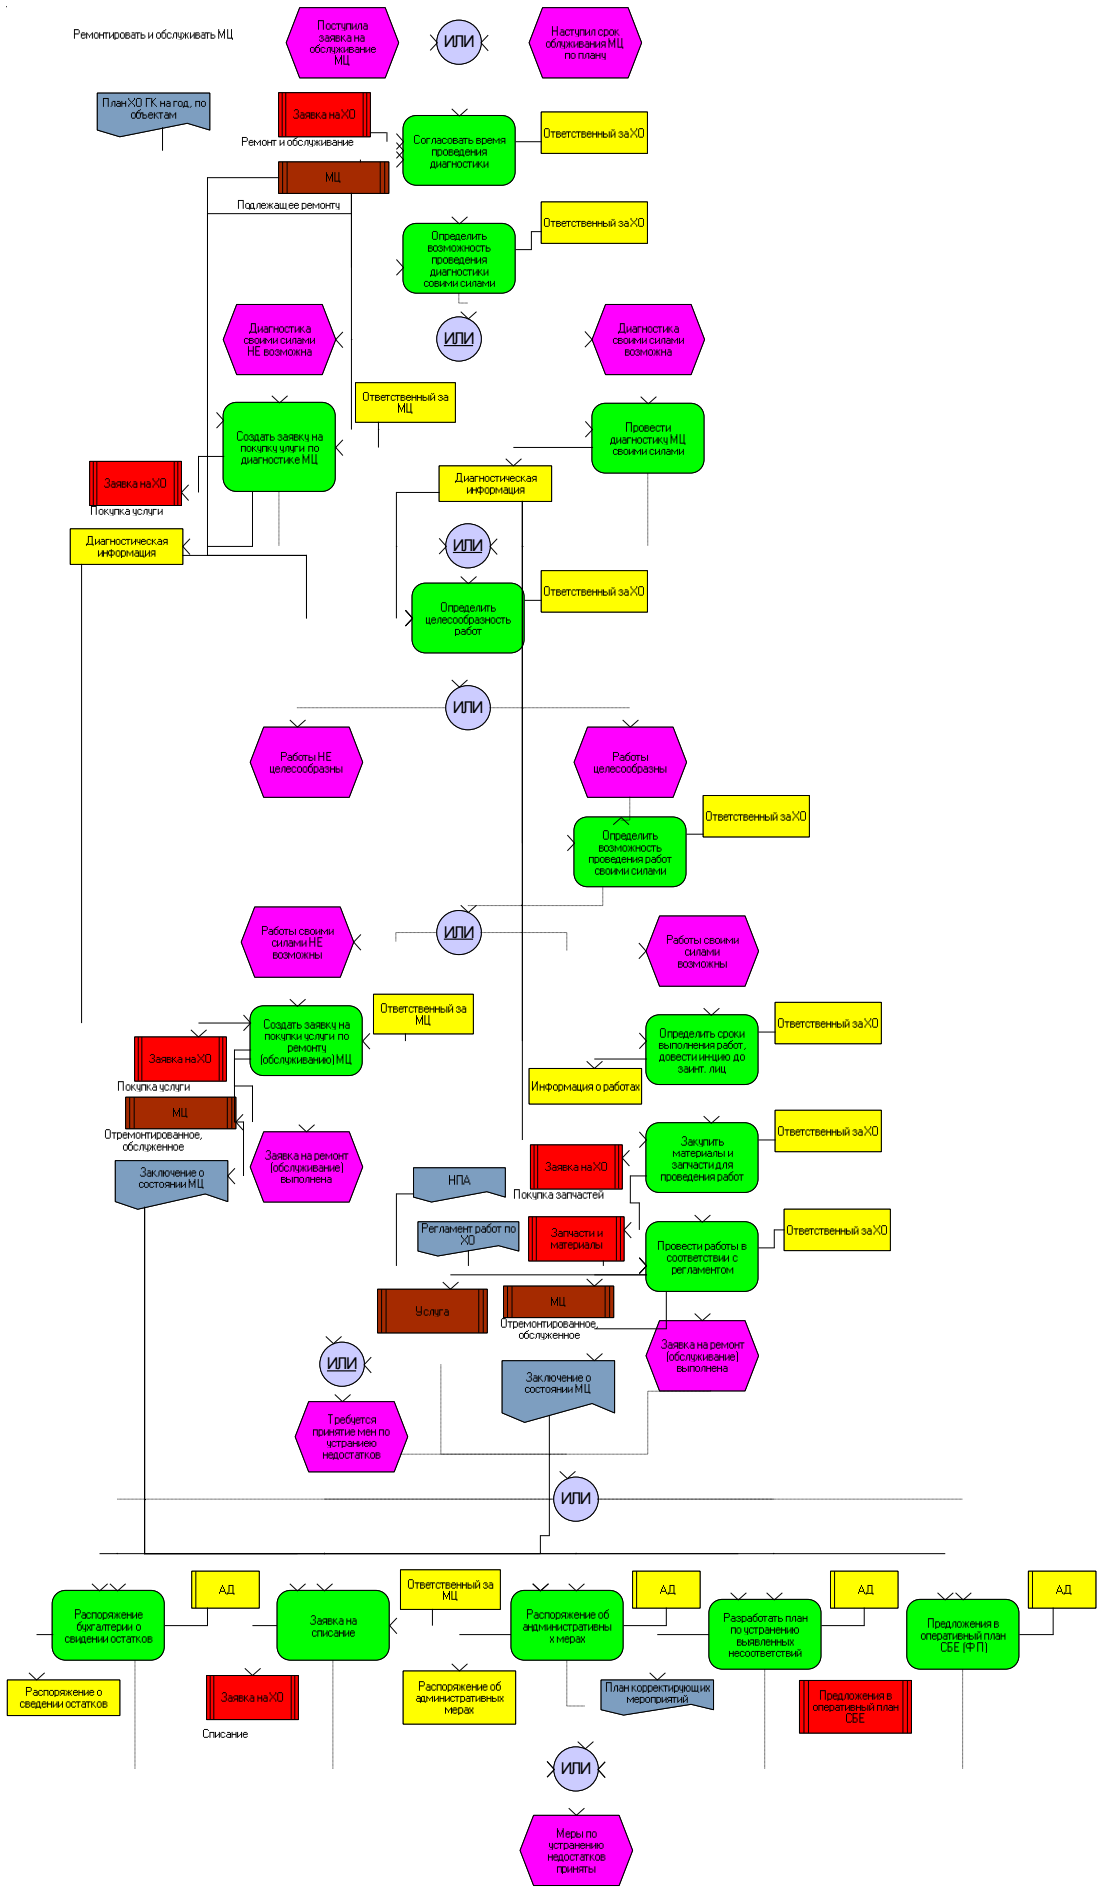 Ремонтировать и обслуживать МЦ
Поступила
заявка на
обслуживание
МЦ
ИЛИ
Наступил срок
облуживания МЦ
по плану
План ХО ГК на год, по
объектам
Заявка на ХО
Ремонт и обслуживание
Согласовать время
проведения
диагностики
Ответственный за ХО
МЦ
Подлежащее ремонту
Определить
возможность
проведения
диагностики
совими силами
Ответственный за ХО
Диагностика
своими силами
НЕ возможна
ИЛИ
Диагностика
своими силами
возможна
Ответственный за
МЦ
Создать заявку на
покупку улуги по
диагностике МЦ
Провести
диагностику МЦ
своими силами
Заявка на ХО
Покупка услуги
Диагностическая
информация
Диагностическая
информация
ИЛИ
Определить
целесообразность
работ
Ответственный за ХО
ИЛИ
Работы НЕ
целесообразны
Работы
целесообразны
Определить
возможность
проведения работ
своими силами
Ответственный за ХО
Работы своими
силами НЕ
возможны
ИЛИ
Работы своими
силами
возможны
Создать заявку на
покупки услуги по
ремонту
(обслуживанию) МЦ
Ответственный за
МЦ
Определить сроки
выполнения работ,
довести инцию до
заинт. лиц
Ответственный за ХО
Заявка на ХО
Покупка услуги
Информация о работах
МЦ
Отремонтированное,
обслуженное
Заявка на ремонт
(обслуживание)
выполнена
Закупить
материалы и
запчасти для
проведения работ
Ответственный за ХО
Заключение о
состоянии МЦ
НПА
Заявка на ХО
Покупка запчастей
Регламент работ по
ХО
Запчасти и
материалы
Провести работы в
соответствии с
регламентом
Ответственный за ХО
Услуга
МЦ
Отремонтированное,
обслуженное
ИЛИ
Заявка на ремонт
(обслуживание)
выполнена
Заключение о
состоянии МЦ
Требуется
принятие мен по
устраниею
недостатков
ИЛИ
Распоряжение
бухгалтерии о
свидении остатков
АД
Заявка на
списание
Ответственный за
МЦ
Распоряжение об
андминистративны
х мерах
АД
Разработать план
по устранению
выявленных
несоответствий
АД
Предложения в
оперативный план
СБЕ (ФП)
АД
Распоряжение о
сведении остатков
Заявка на ХО
Списание
Распоряжение об
административных
мерах
План корректирующих
мероприятий
Предложения в
оперативный план
СБЕ
ИЛИ
Меры по
устранению
недостатков
приняты